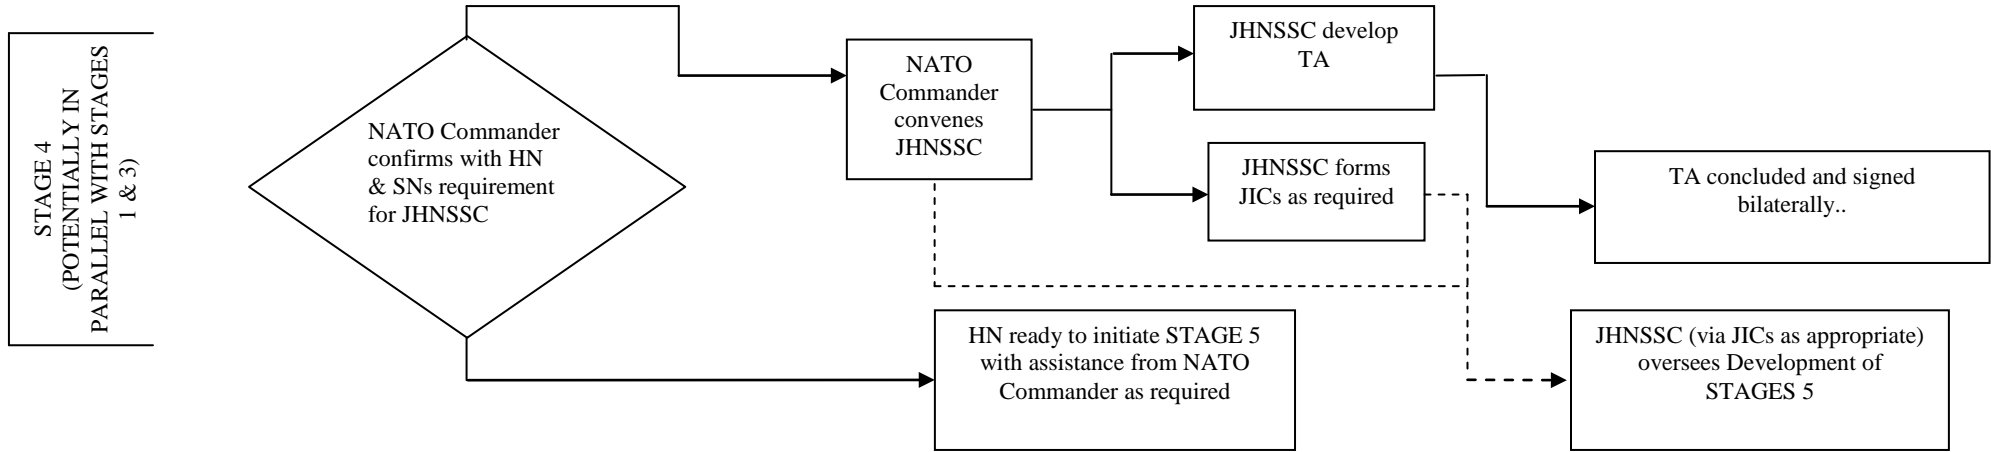 STAGE 4
(POTENTIALLY IN
PARALLEL WITH STAGES
1 & 3)
NATO Commander
confirms with HN
& SNs requirement
for JHNSSC
NATO
Commander
convenes
JHNSSC
JHNSSC develop
TA
JHNSSC forms
JICs as required
TA concluded and signed
bilaterally..
HN ready to initiate STAGE 5
with assistance from NATO
Commander as required
JHNSSC (via JICs as appropriate)
oversees Development of
STAGES 5